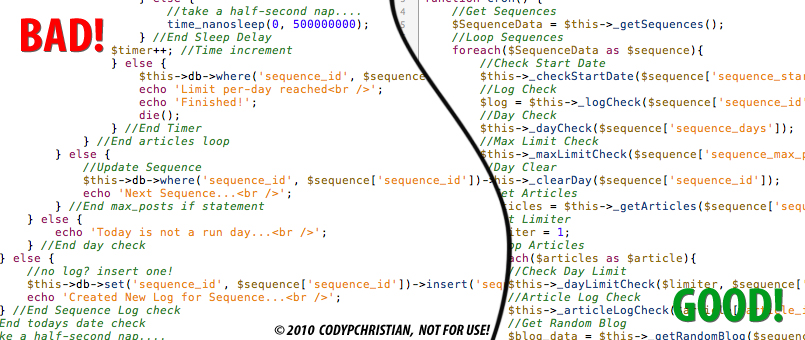 BAD!
//take a half-second nap....
time_nanosleep(0, 500000000);
} //End Sleep Delay
$timer++; //Time increment
} else {
$this->db->where('sequence_id', $sequence
echo 'Limit per-day reached<br />';
echo 'Finished!';
die();
} //End Timer
} //End articles loop
} else {
//Update Sequence
$this->db->where('sequence_id', $sequence['sequence_id'])->
echo 'Next Sequence...<br />';
} //End max_posts if statement
} else {
echo 'Today is not a run day...<br />';
} //End day check
} else {
//no log? insert one!
$this->db->set('sequence_id', $sequence['sequence_id'])->insert('seq
echo 'Created New Log for Sequence...<br />';
} //End Sequence Log check
End todays date check
ke a half-second nap....
3
4
5
//Get Sequences
$SequenceData = $this->_getSequences();
//Loop Sequences
foreach($SequenceData as $sequence){
//Check Start Date
$this->_checkStartDate($sequence['sequence_star
//Log Check
$log = $this->_logCheck($sequence['sequence_id'
//Day Check
$this->_dayCheck($sequence['sequence_days']);
//Max Limit Check
$this->_maxLimitCheck($sequence['sequence_max_p
/Day Clear
his->_clearDay($sequence['sequence_id']);
et Articles
icles = $this->_getArticles($sequence['sequ
t Limiter
iter = 1;
op Articles
ach($articles as $article){
//Check Day Limit
$this->_dayLimitCheck($limiter, $sequence['
//Article Log Check
$this->_articleLogCheck(
//Get Random Blog
$blog_data = $this->_getRandomBlog($sequenc
GOOD!
© 2010 CODYPCHRISTIAN, NOT FOR USE!